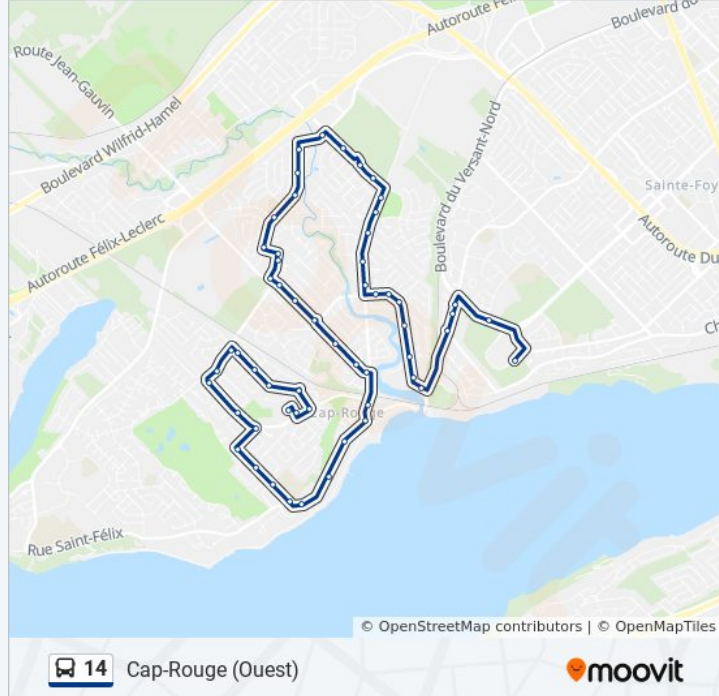 Autoroute Fé
Boulevard du
Route Jean-Gauvin
Boulevard Wilfrid-Hamel
Boulevard du Versant-Nord
Sainte-Foy
Autoroute Félix-Leclerc
Autoroute Du
Ch
Cap-Rouge
Rue Saint-Félix
© OpenStreetMap contributors | © OpenMapTiles
14 Cap-Rouge (Ouest)
moovit